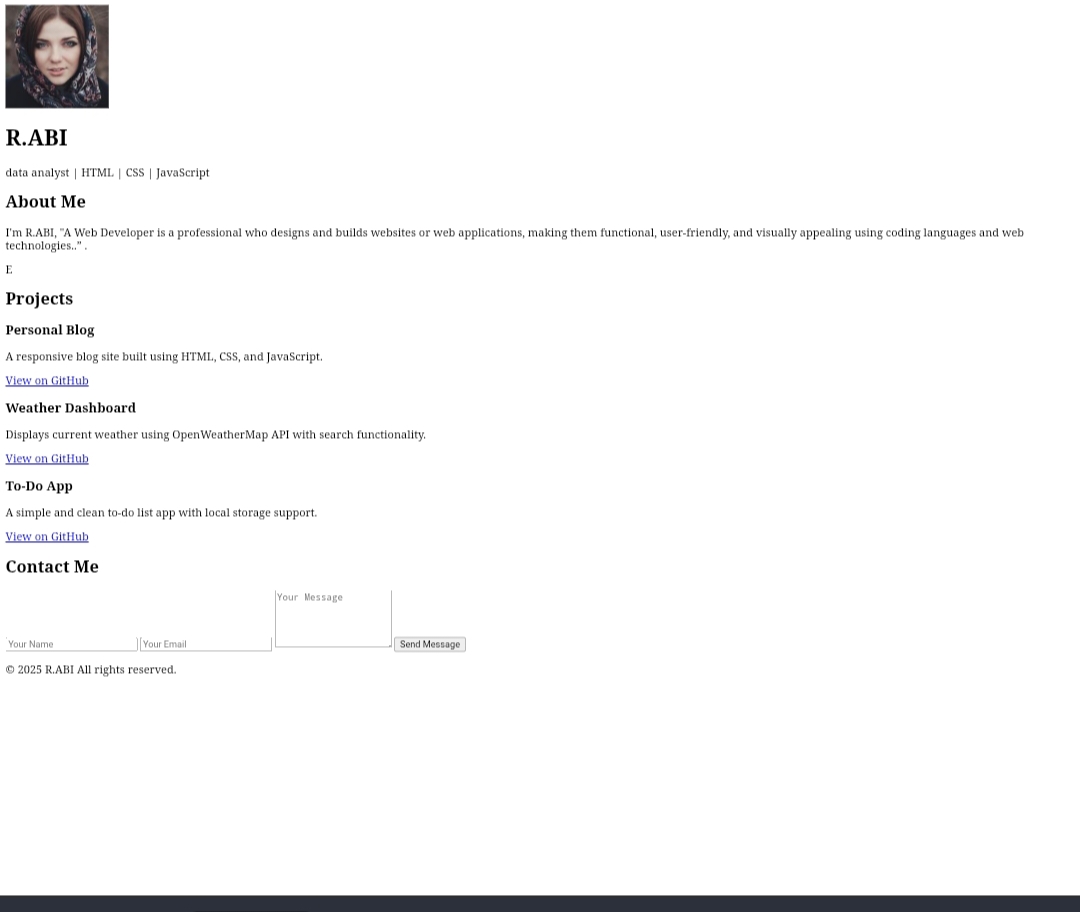 R.ABI
data analyst | HTML | CSS | JavaScript
About Me
I'm R.ABI, "A Web Developer is a professional who designs and builds websites or web applications, making them functional, user-friendly, and visually appealing using coding languages and web
technologies.." .
E
Projects
Personal Blog
A responsive blog site built using HTML, CSS, and JavaScript.
View on GitHub
Weather Dashboard
Displays current weather using OpenWeatherMap API with search functionality.
View on GitHub
To-Do App
A simple and clean to-do list app with local storage support.
View on GitHub
Contact Me
Your Message
Your Name Your Email Send Message
© 2025 R.ABI All rights reserved.